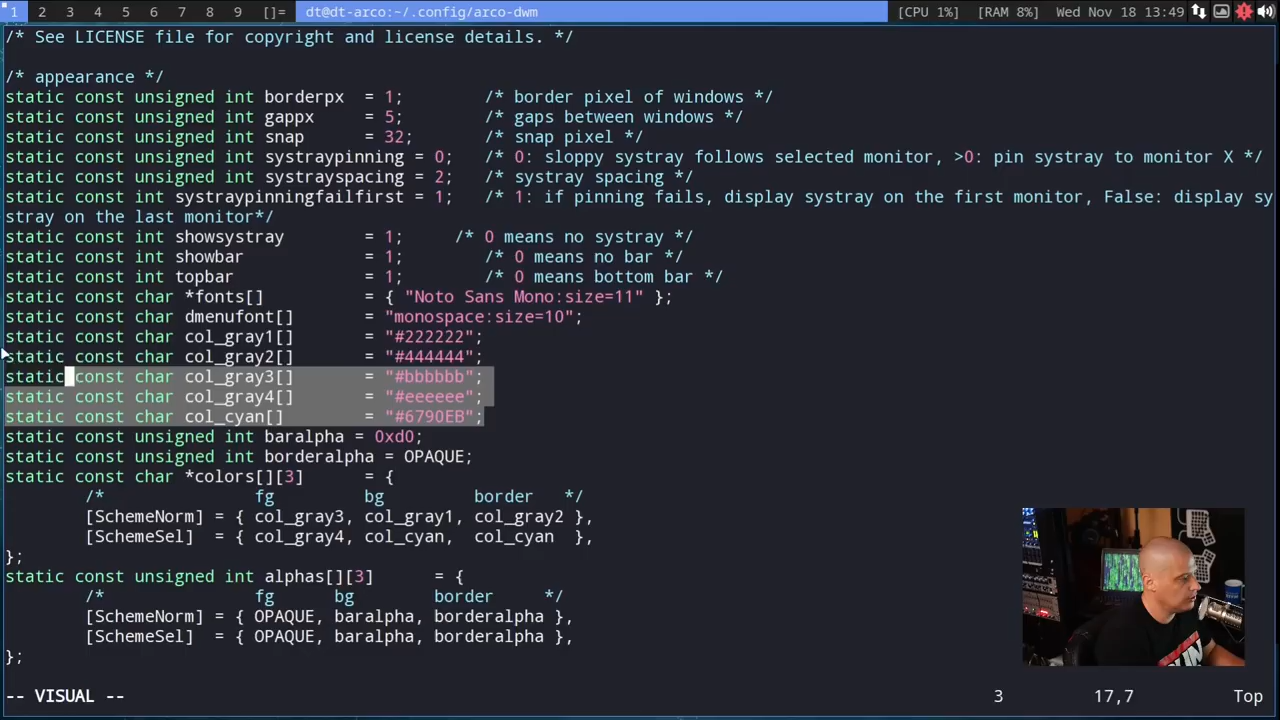 1 2 3 4 5 6 7 8 9 []= dt@dt-arco:~/.config/arco-dwm [CPU 1%] [RAM 8%] Wed Nov 18 13:49
/* See LICENSE file for copyright and license details. */
/* appearance */
static const unsigned int borderpx = 1; /* border pixel of windows */
static const unsigned int gappx = 5; /* gaps between windows */
static const unsigned int snap = 32; /* snap pixel */
static const unsigned int systraypinning = 0; /* 0: sloppy systray follows selected monitor, >0: pin systray to monitor X */
static const unsigned int systrayspacing = 2; /* systray spacing */
static const int systraypinningfailfirst = 1; /* 1: if pinning fails, display systray on the first monitor, False: display sy
stray on the last monitor*/
static const int showsystray = 1; /* 0 means no systray */
static const int showbar = 1; /* 0 means no bar */
static const int topbar = 1; /* 0 means bottom bar */
static const char *fonts[] = { "Noto Sans Mono:size=11" };
static const char dmenufont[] = "monospace:size=10";
static const char col_gray1[] = "#222222";
static const char col_gray2[] = "#444444";
static const char col_gray3[] = "#bbbbbb";
static const char col_gray4[] = "#eeeeee";
static const char col_cyan[] = "#6790EB";
static const unsigned int baralpha = 0xd0;
static const unsigned int borderalpha = OPAQUE;
static const char *colors[][3] = {
/* fg bg border */
[SchemeNorm] = { col_gray3, col_gray1, col_gray2 },
[SchemeSel] = { col_gray4, col_cyan, col_cyan },
};
static const unsigned int alphas[][3] = {
/* fg bg border */
[SchemeNorm] = { OPAQUE, baralpha, borderalpha },
[SchemeSel] = { OPAQUE, baralpha, borderalpha },
};
-- VISUAL -- 3 17,7 Top